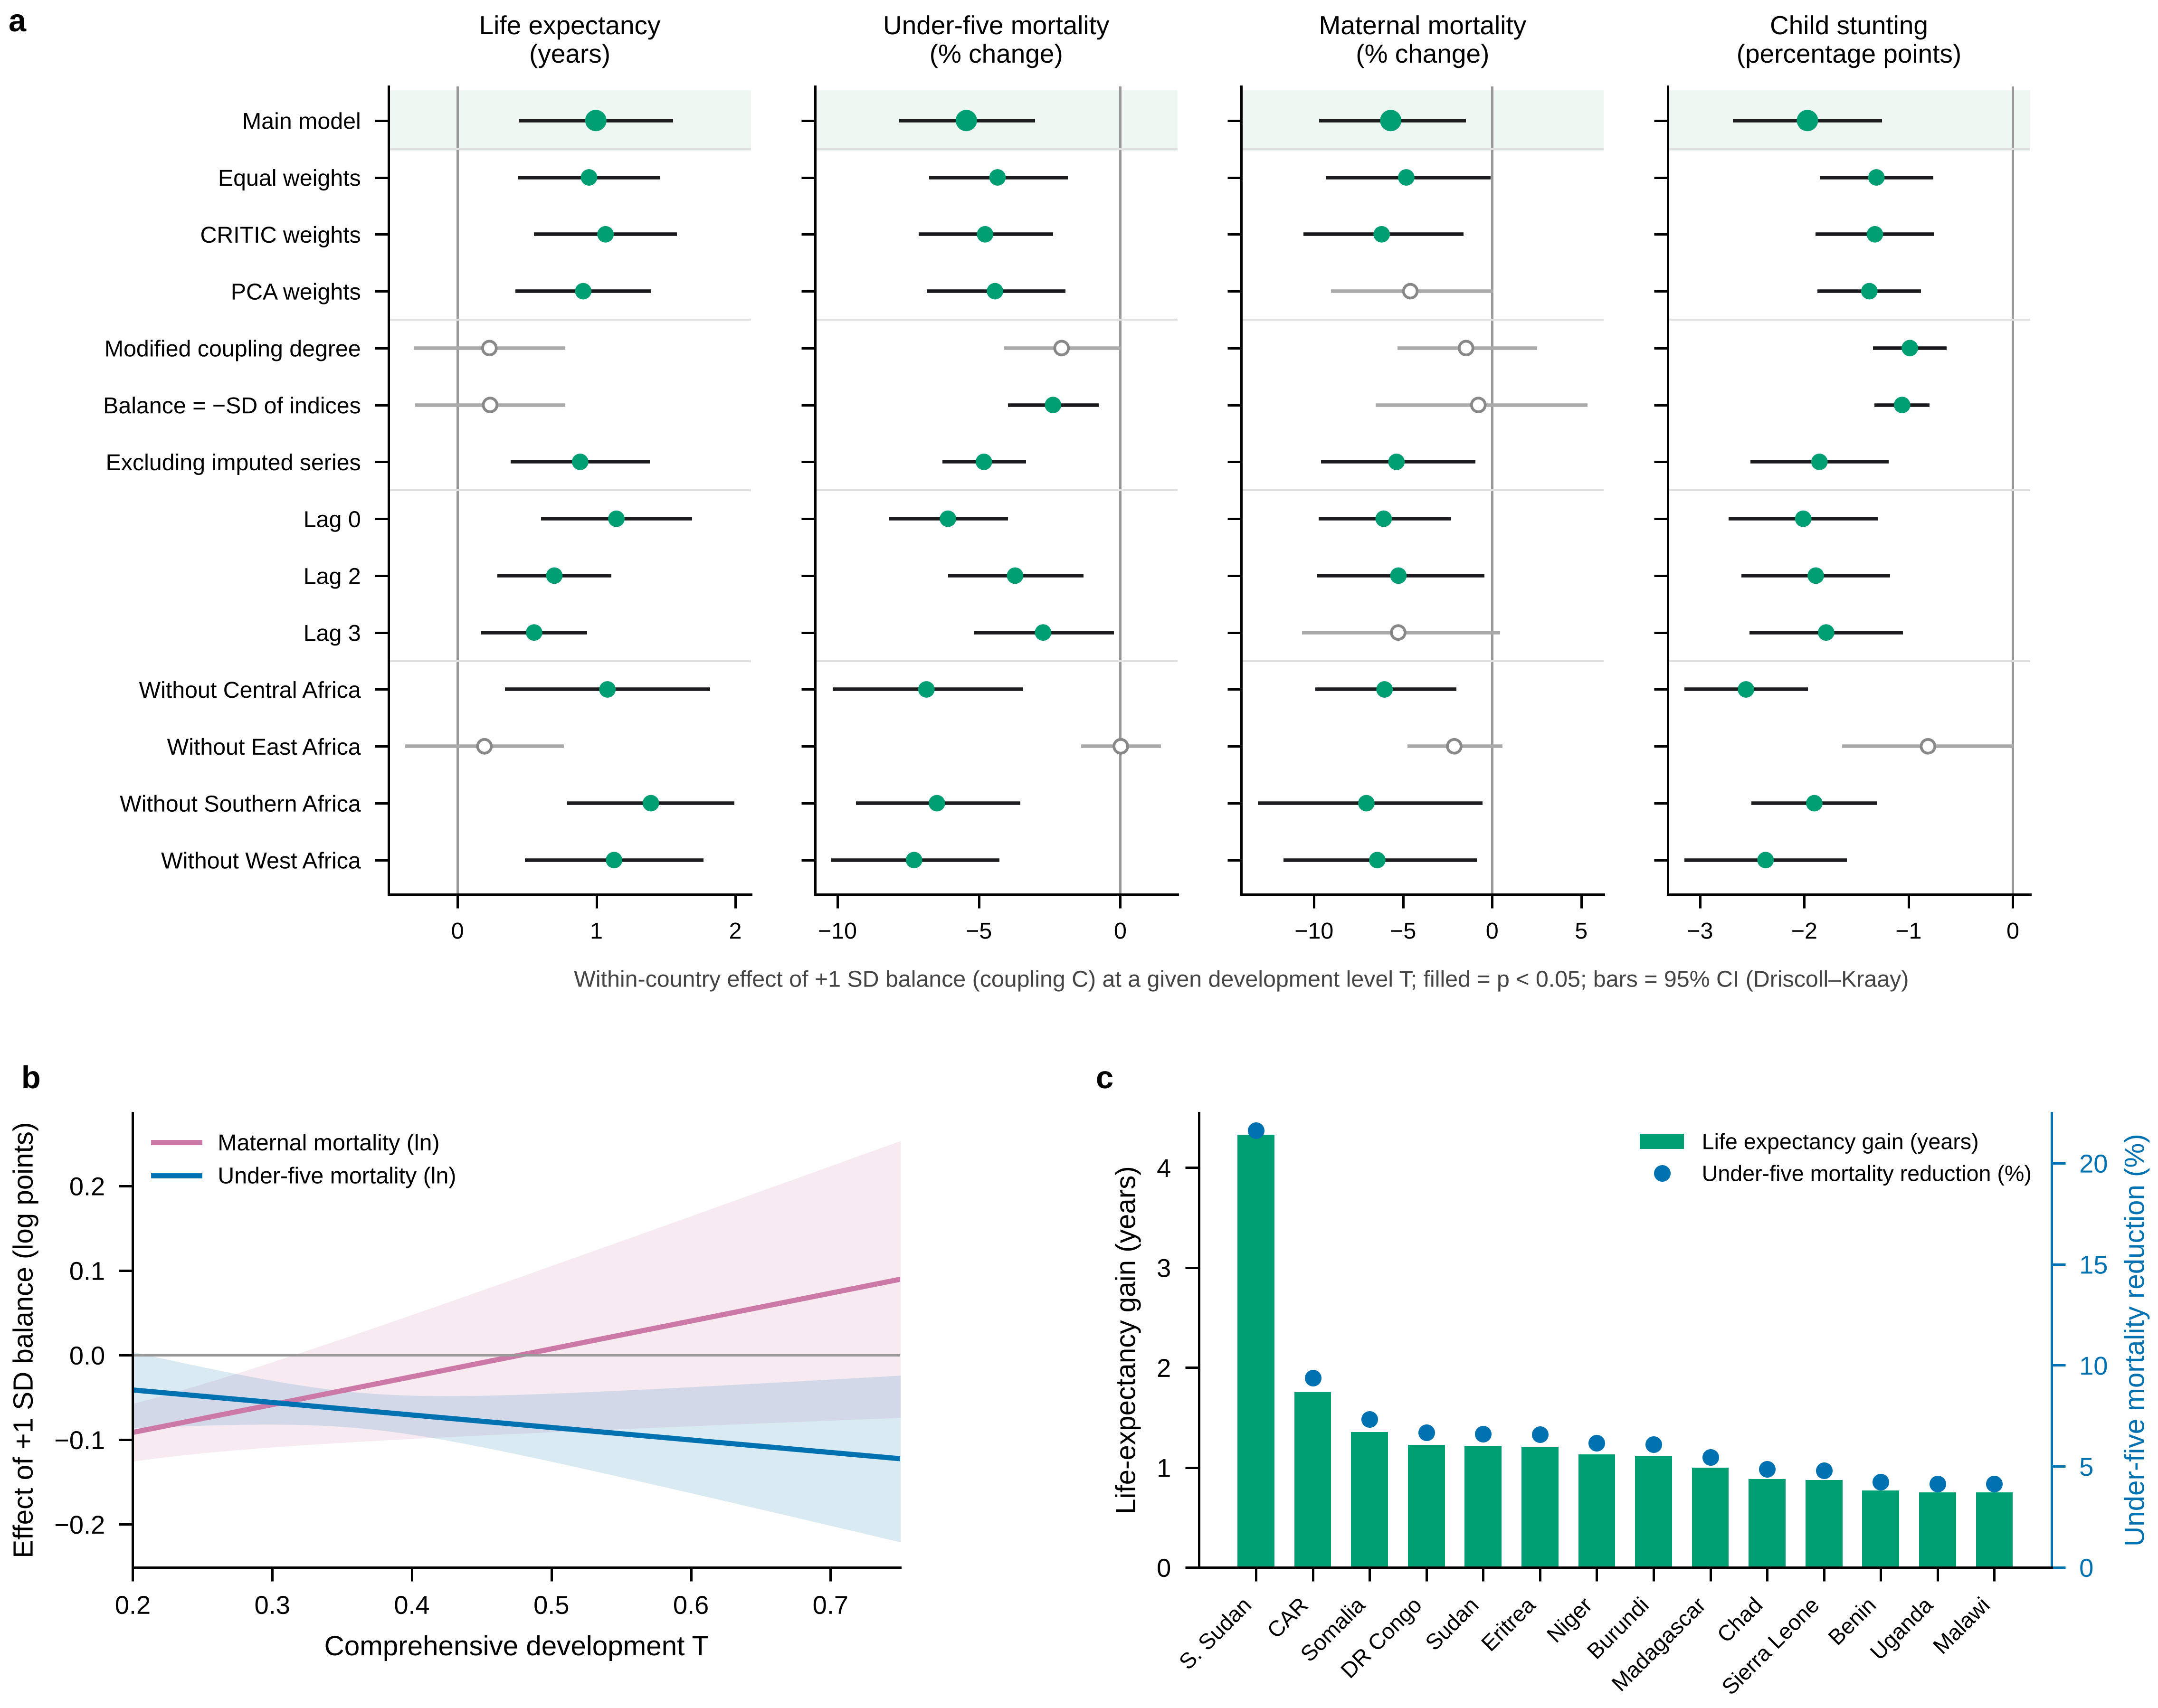 a
Life expectancy
(years)
Under-five mortality
(% change)
Maternal mortality
(% change)
Child stunting
(percentage points)
Main model
Equal weights
CRITIC weights
PCA weights
Modified coupling degree
Balance = −SD of indices
Excluding imputed series
Lag 0
Lag 2
Lag 3
Without Central Africa
Without East Africa
Without Southern Africa
Without West Africa
0 1 2
−10 −5 0
−10 −5 0 5
−3 −2 −1 0
Within-country effect of +1 SD balance (coupling C) at a given development level T; filled = p < 0.05; bars = 95% CI (Driscoll–Kraay)
b
Effect of +1 SD balance (log points)
Maternal mortality (ln)
Under-five mortality (ln)
0.2
0.1
0.0
−0.1
−0.2
0.2 0.3 0.4 0.5 0.6 0.7
Comprehensive development T
c
Life-expectancy gain (years)
4
3
2
1
0
Life expectancy gain (years)
Under-five mortality reduction (%)
20
15
10
5
0
Under-five mortality reduction (%)
S. Sudan
CAR
Somalia
DR Congo
Sudan
Eritrea
Niger
Burundi
Madagascar
Chad
Sierra Leone
Benin
Uganda
Malawi